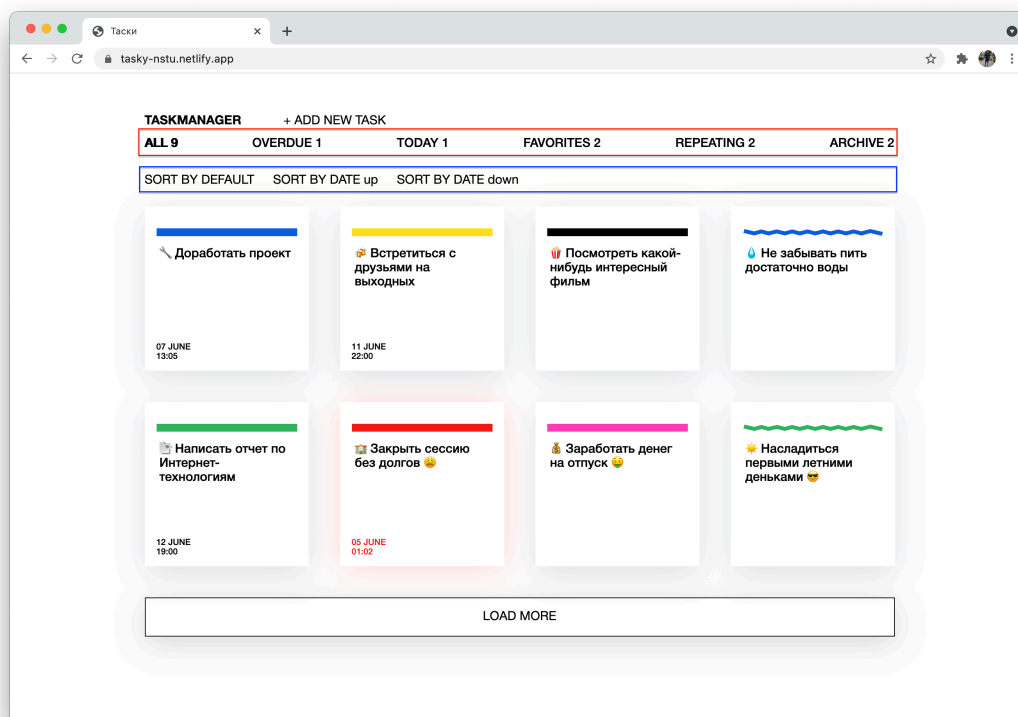 Таски
tasky-nstu.netlify.app
TASKMANAGER + ADD NEW TASK
ALL 9 OVERDUE 1 TODAY 1 FAVORITES 2 REPEATING 2 ARCHIVE 2
SORT BY DEFAULT SORT BY DATE up SORT BY DATE down
🔧 Доработать проект
07 JUNE
13:05
🎉 Встретиться с
друзьями на
выходных
11 JUNE
22:00
🍿 Посмотреть какой-
нибудь интересный
фильм
💧 Не забывать пить
достаточно воды
📝 Написать отчет по
Интернет-
технологиям
12 JUNE
19:00
🏫 Закрыть сессию
без долгов 😩
05 JUNE
01:02
💰 Заработать денег
на отпуск 🤑
☀️ Насладиться
первыми летними
деньками 😎
LOAD MORE